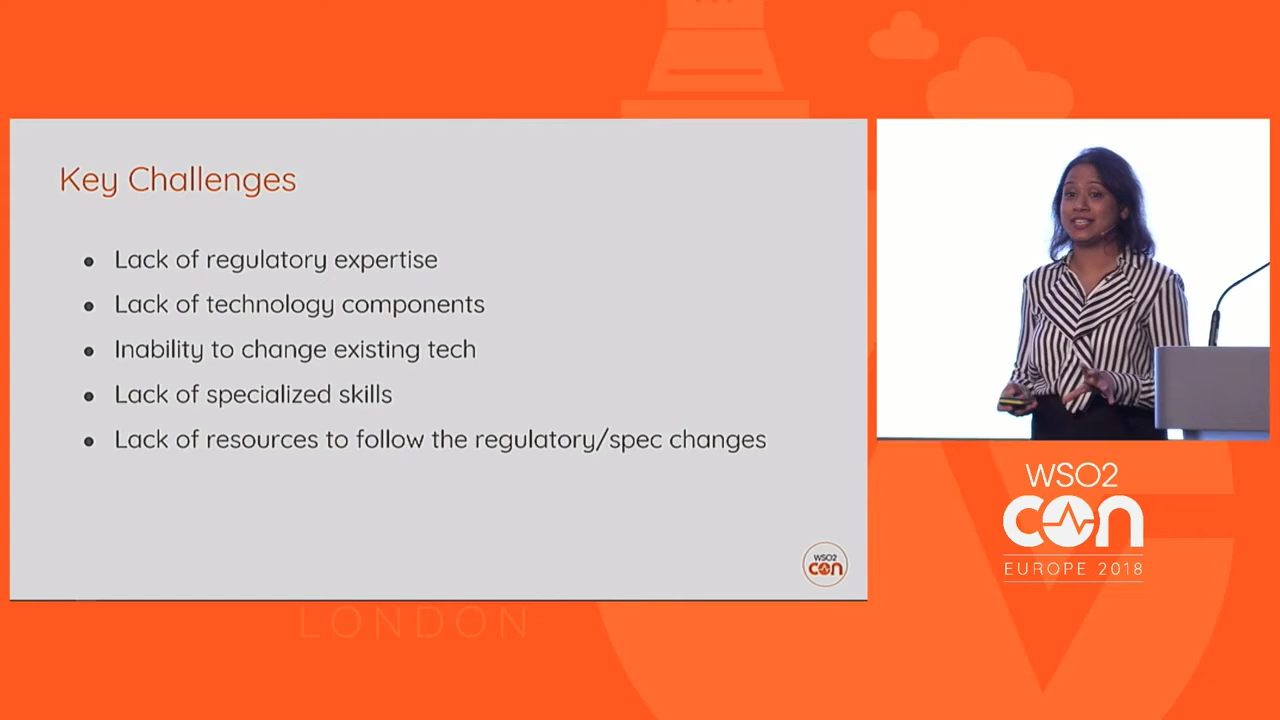 Key Challenges
Lack of regulatory expertise
Lack of technology components
Inability to change existing tech
Lack of specialized skills
Lack of resources to follow the regulatory/spec changes
WSO2
con
WSO2
con
EUROPE 2018
LONDON